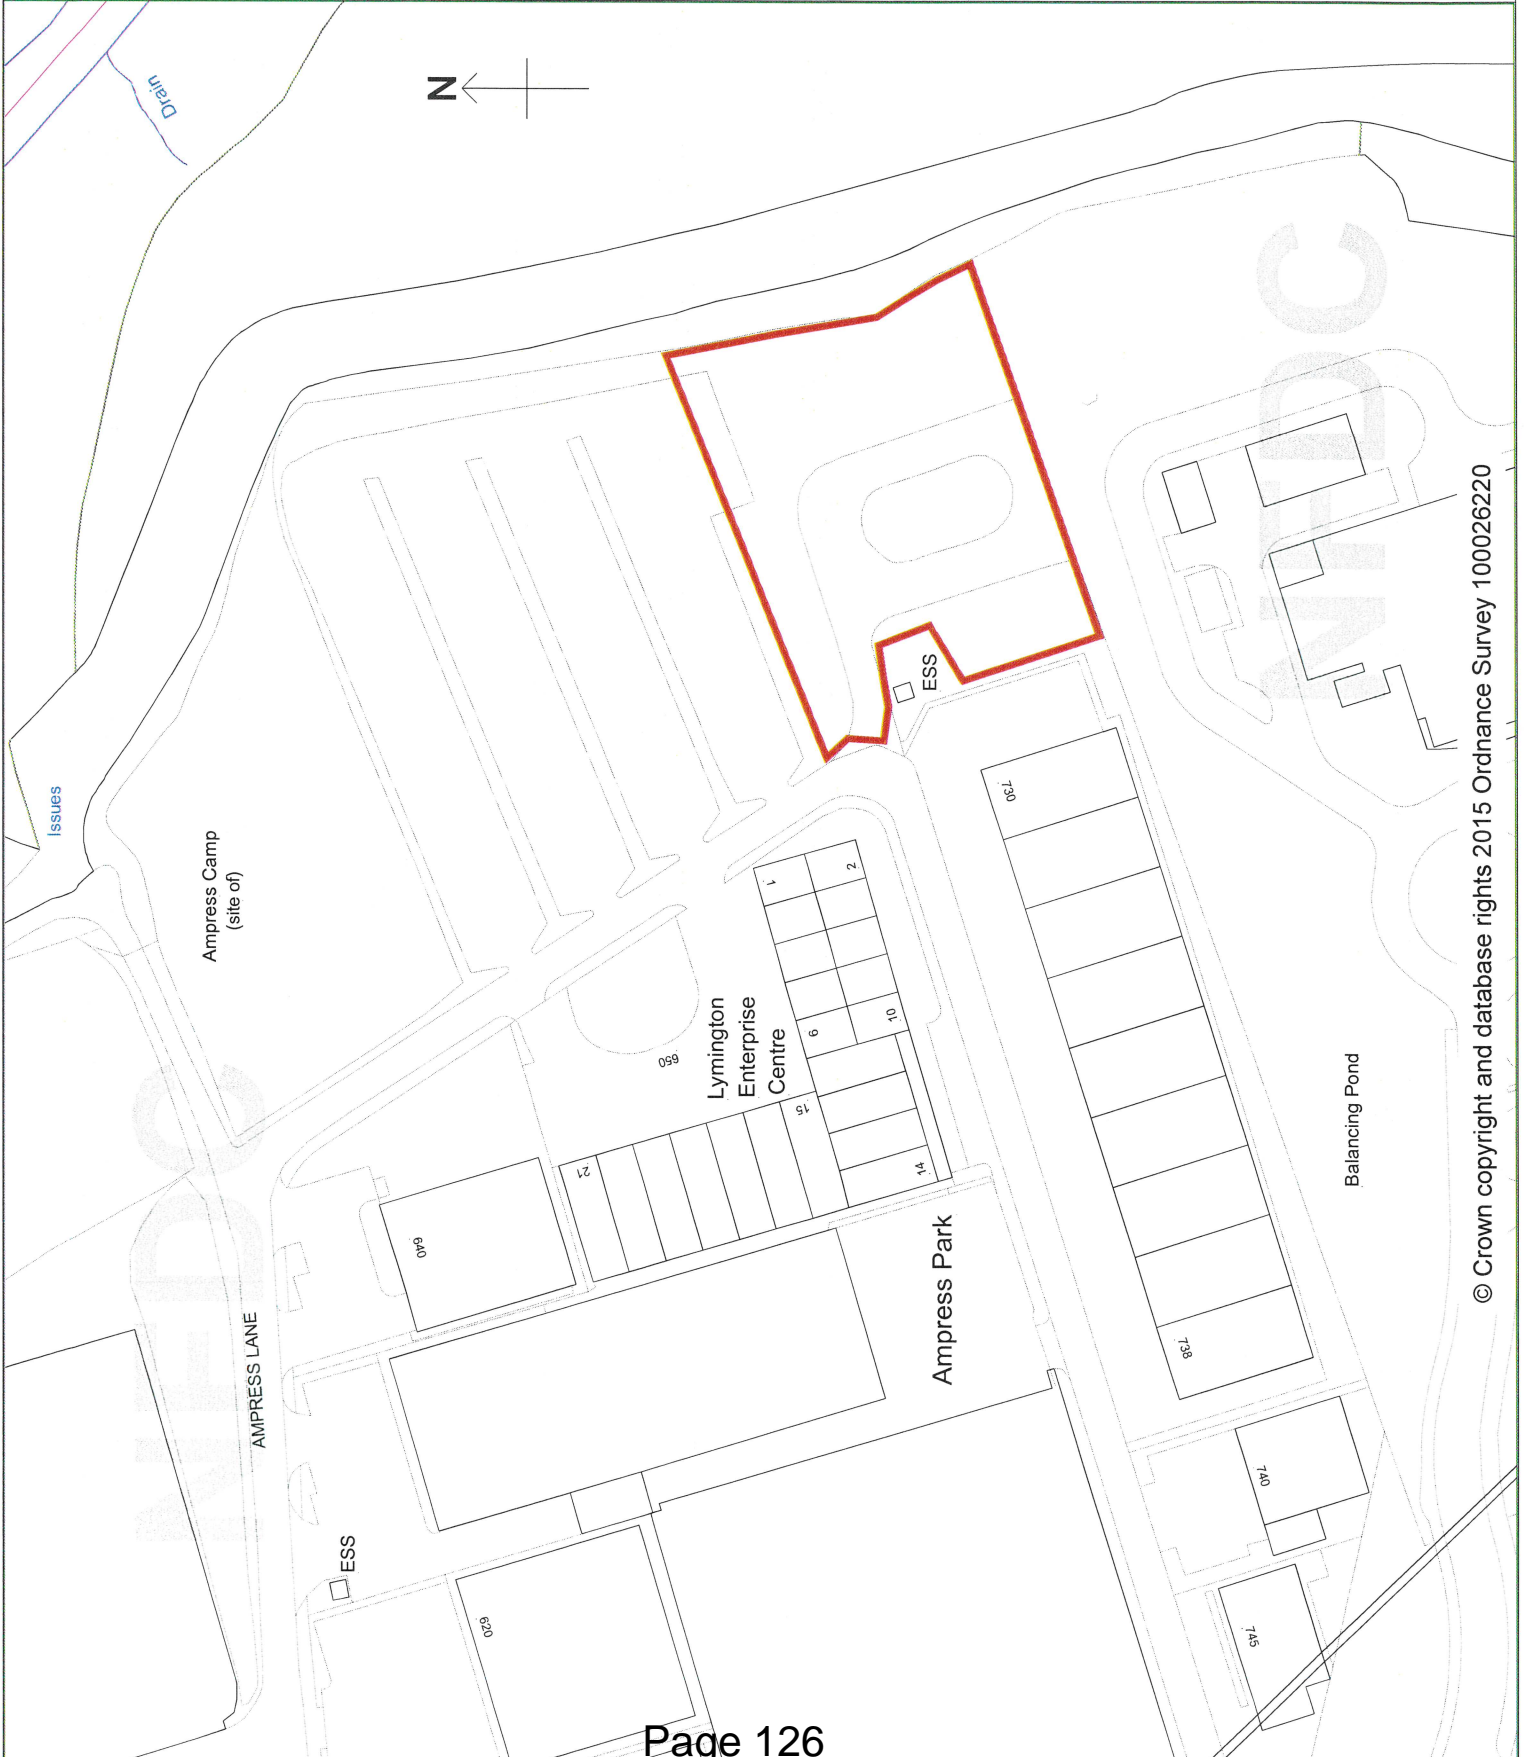 Drain
N
Issues
Ampress Camp
(site of)
ESS
730
1
2
9
10
Lymington
Enterprise
Centre
650
15
21
14
640
Ampress Park
AMPRESS LANE
738
Balancing Pond
740
745
ESS
620
NFDC
NFDC
© Crown copyright and database rights 2015 Ordnance Survey 100026220
Page 126